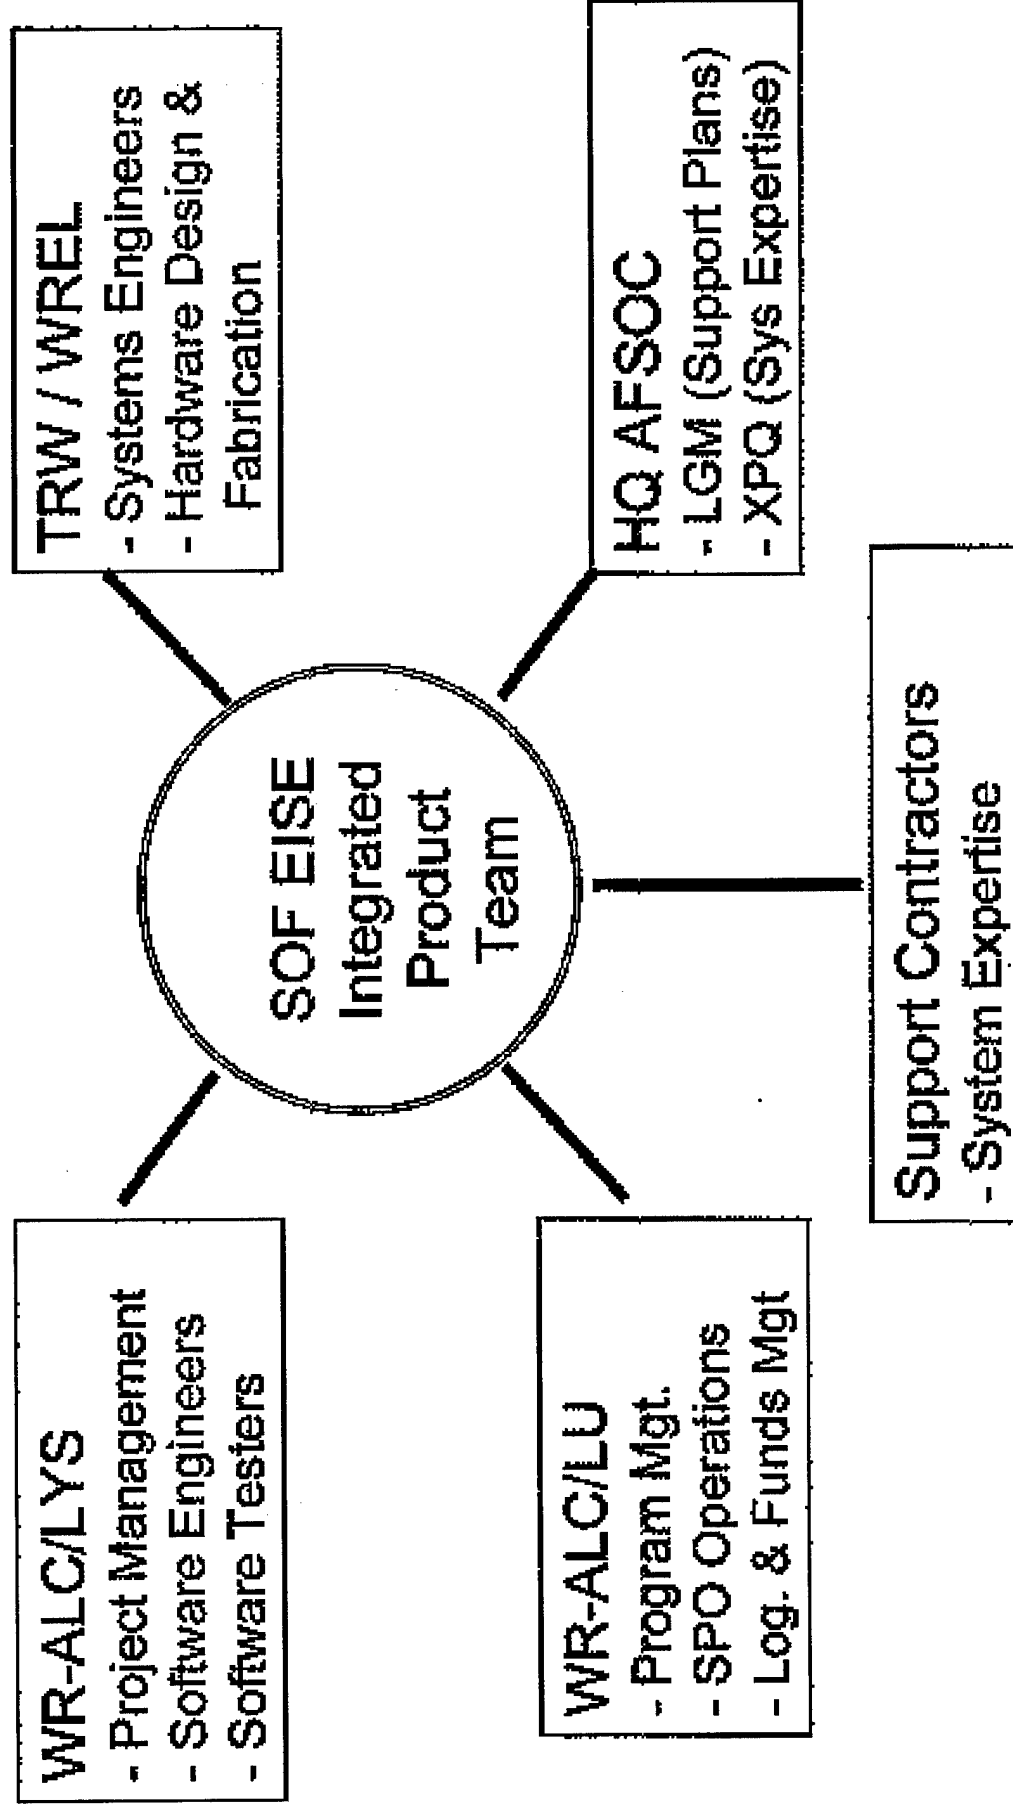 WR-ALC/LYS
- Project Management
- Software Engineers
- Software Testers
TRW / WREL
- Systems Engineers
- Hardware Design &
Fabrication
SOF EISE
Integrated
Product
Team
WR-ALC/LU
- Program Mgt.
- SPO Operations
- Log. & Funds Mgt
HQ AFSOC
- LGM (Support Plans)
- XPQ (Sys Expertise)
Support Contractors
- System Expertise